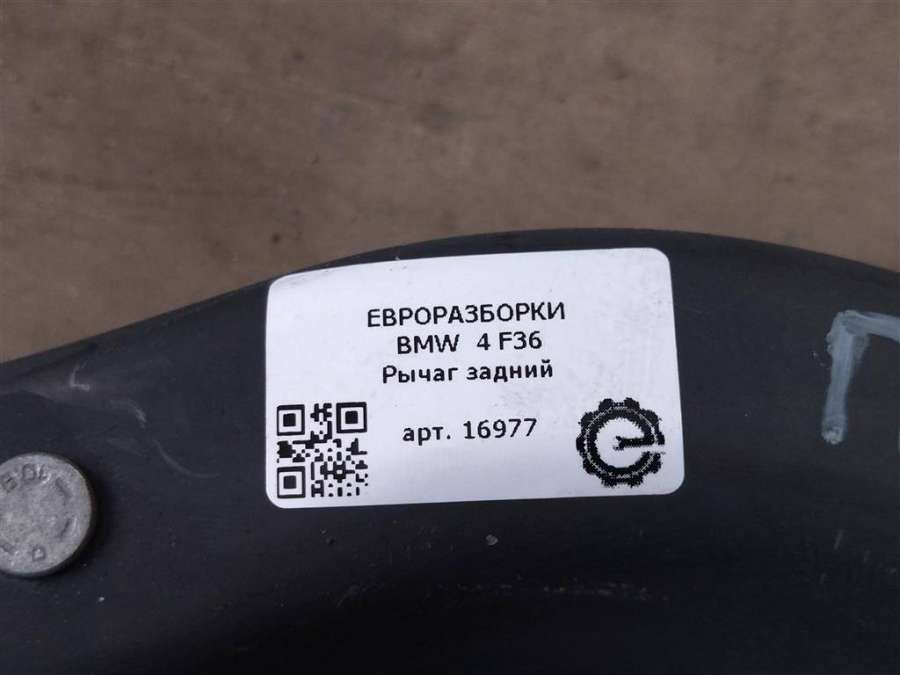 ЕВРОРАЗБОРКИ
BMW 4 F36
Рычаг задний
арт. 16977